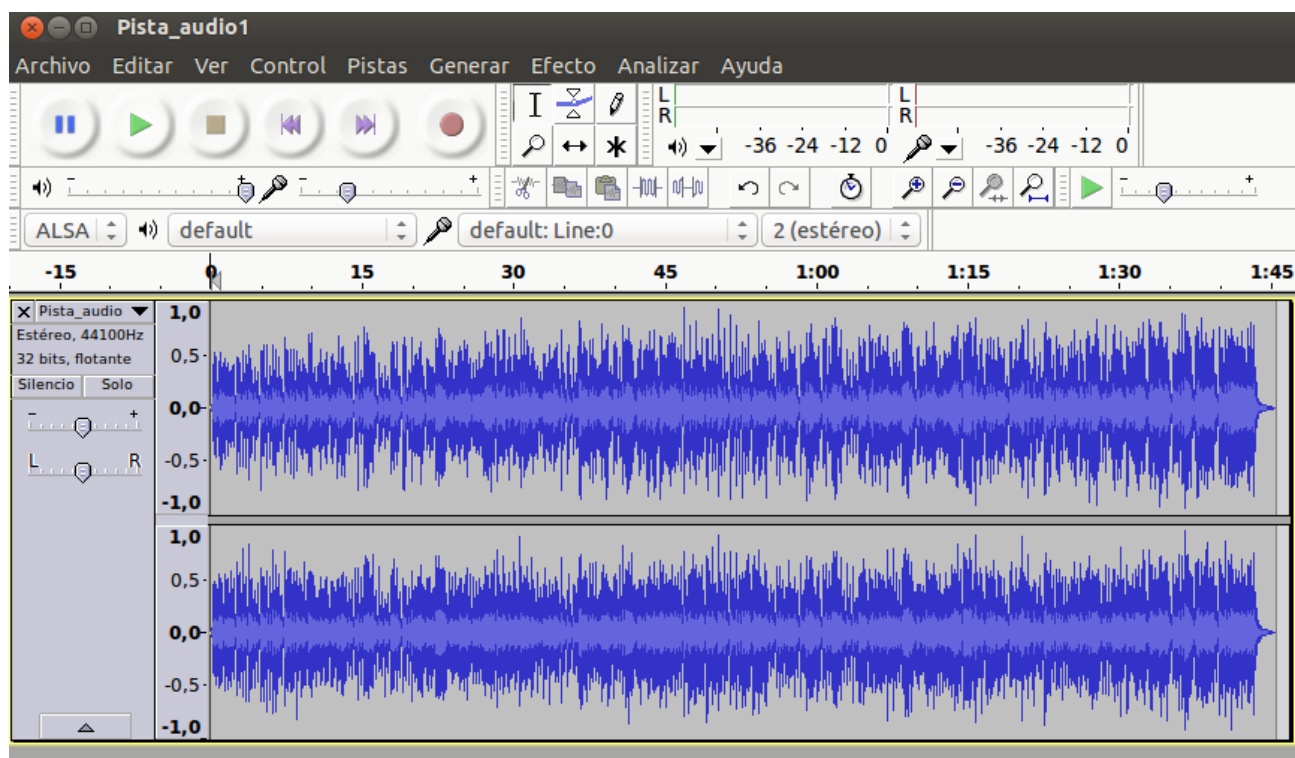 Pista_audio1
Archivo Editar Ver Control Pistas Generar Efecto Analizar Ayuda
L
R
-36 -24 -12 0
L
R
-36 -24 -12 0
- +
- +
- +
ALSA default default: Line:0 2 (estéreo)
-15 0 15 30 45 1:00 1:15 1:30 1:45
X Pista_audio
Estéreo, 44100Hz
32 bits, flotante
Silencio Solo
- +
L R
1,0
0.5-
0,0-
-0,5-
-1,0
1,0
0.5-
0,0-
-0,5-
-1,0